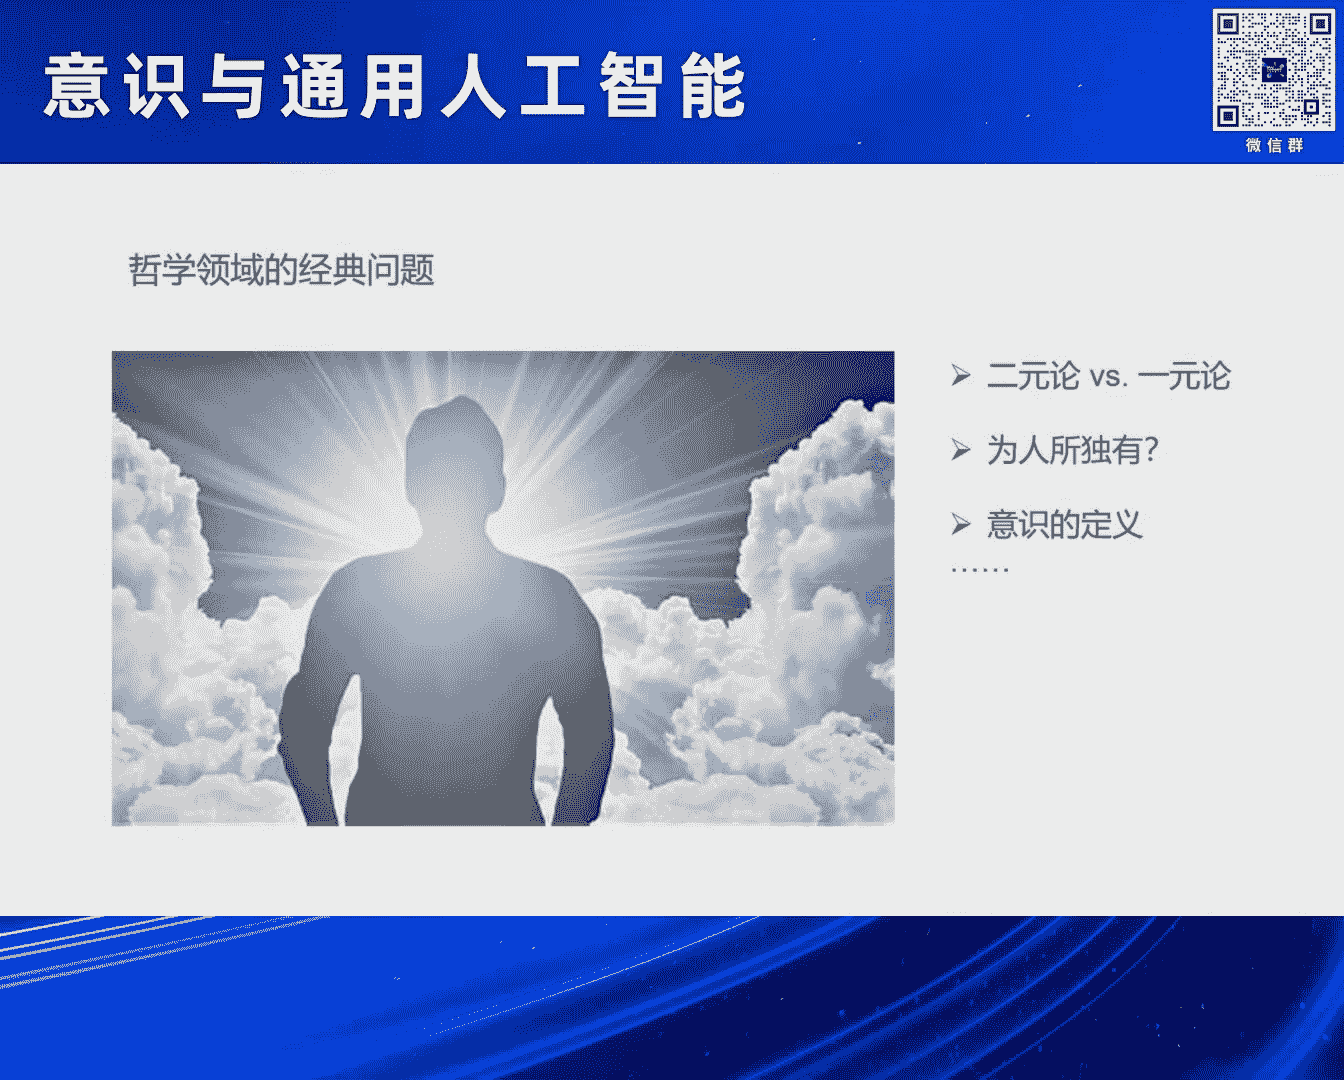 意识与通用人工智能
微信群
哲学领域的经典问题
二元论 vs. 一元论
为人所独有？
意识的定义
……